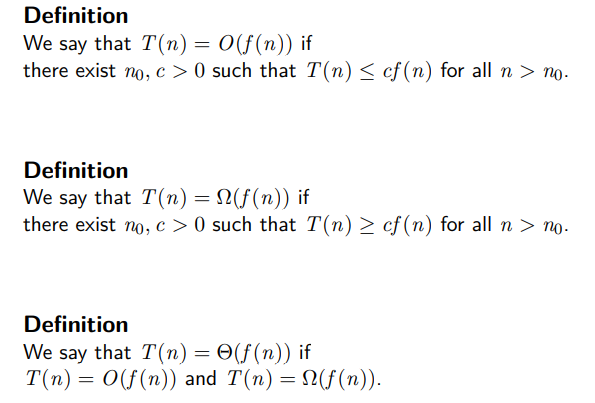 Definition
We say that T(n) = O(f(n)) if
there exist n₀, c > 0 such that T(n) ≤ cf(n) for all n > n₀.
Definition
We say that T(n) = Ω(f(n)) if
there exist n₀, c > 0 such that T(n) ≥ cf(n) for all n > n₀.
Definition
We say that T(n) = Θ(f(n)) if
T(n) = O(f(n)) and T(n) = Ω(f(n)).